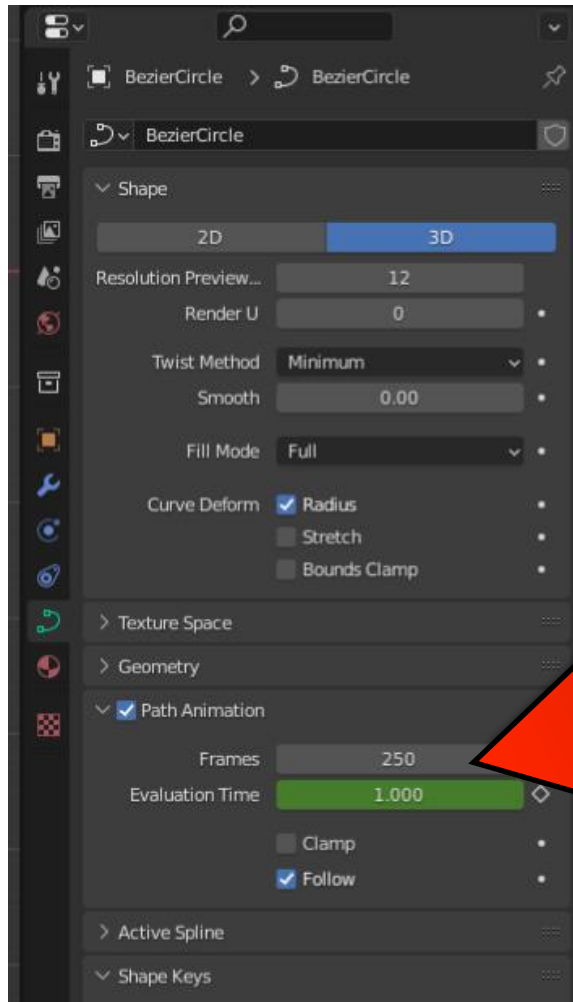 BezierCircle > BezierCircle
BezierCircle
Shape
2D 3D
Resolution Preview... 12
Render U 0
Twist Method Minimum
Smooth 0.00
Fill Mode Full
Curve Deform Radius
Stretch
Bounds Clamp
Texture Space
Geometry
Path Animation
Frames 250
Evaluation Time 1.000
Clamp
Follow
Active Spline
Shape Keys